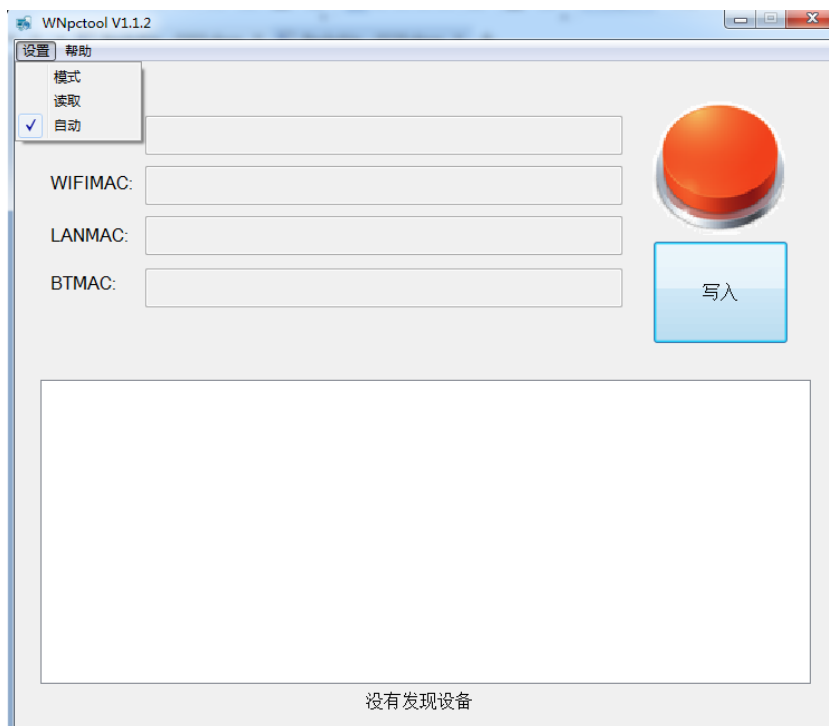 WNpctool V1.1.2
设置 帮助
模式
读取
自动
WIFIMAC:
LANMAC:
BTMAC:
写入
没有发现设备